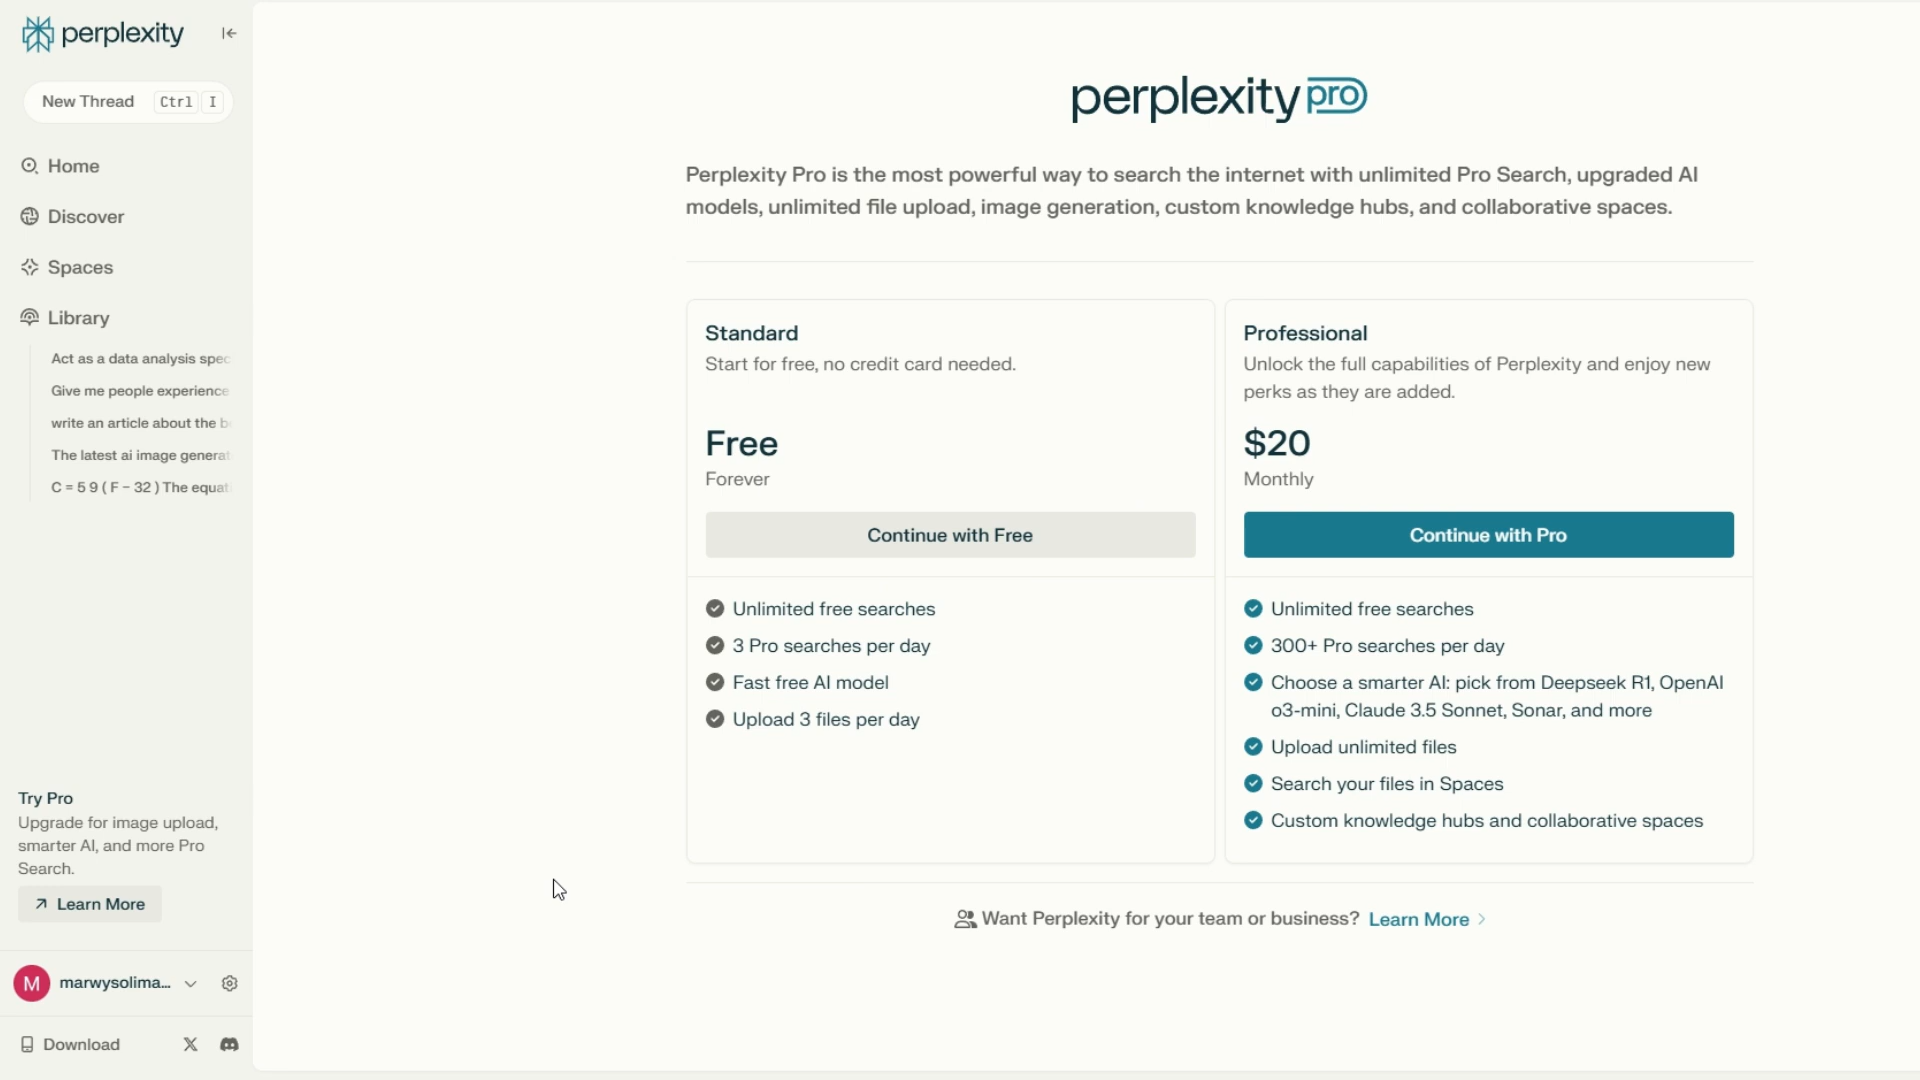 perplexity
New Thread Ctrl I
Home
Discover
Spaces
Library
Act as a data analysis spec
Give me people experience
write an article about the b
The latest ai image genera
C = 5 9 ( F − 32 ) The equat
Try Pro
Upgrade for image upload,
smarter AI, and more Pro
Search.
Learn More
M marwysolima...
Download
perplexity pro
Perplexity Pro is the most powerful way to search the internet with unlimited Pro Search, upgraded AI
models, unlimited file upload, image generation, custom knowledge hubs, and collaborative spaces.
Standard
Start for free, no credit card needed.
Free
Forever
Continue with Free
Unlimited free searches
3 Pro searches per day
Fast free AI model
Upload 3 files per day
Professional
Unlock the full capabilities of Perplexity and enjoy new
perks as they are added.
$20
Monthly
Continue with Pro
Unlimited free searches
300+ Pro searches per day
Choose a smarter AI: pick from Deepseek R1, OpenAI
o3-mini, Claude 3.5 Sonnet, Sonar, and more
Upload unlimited files
Search your files in Spaces
Custom knowledge hubs and collaborative spaces
Want Perplexity for your team or business? Learn More